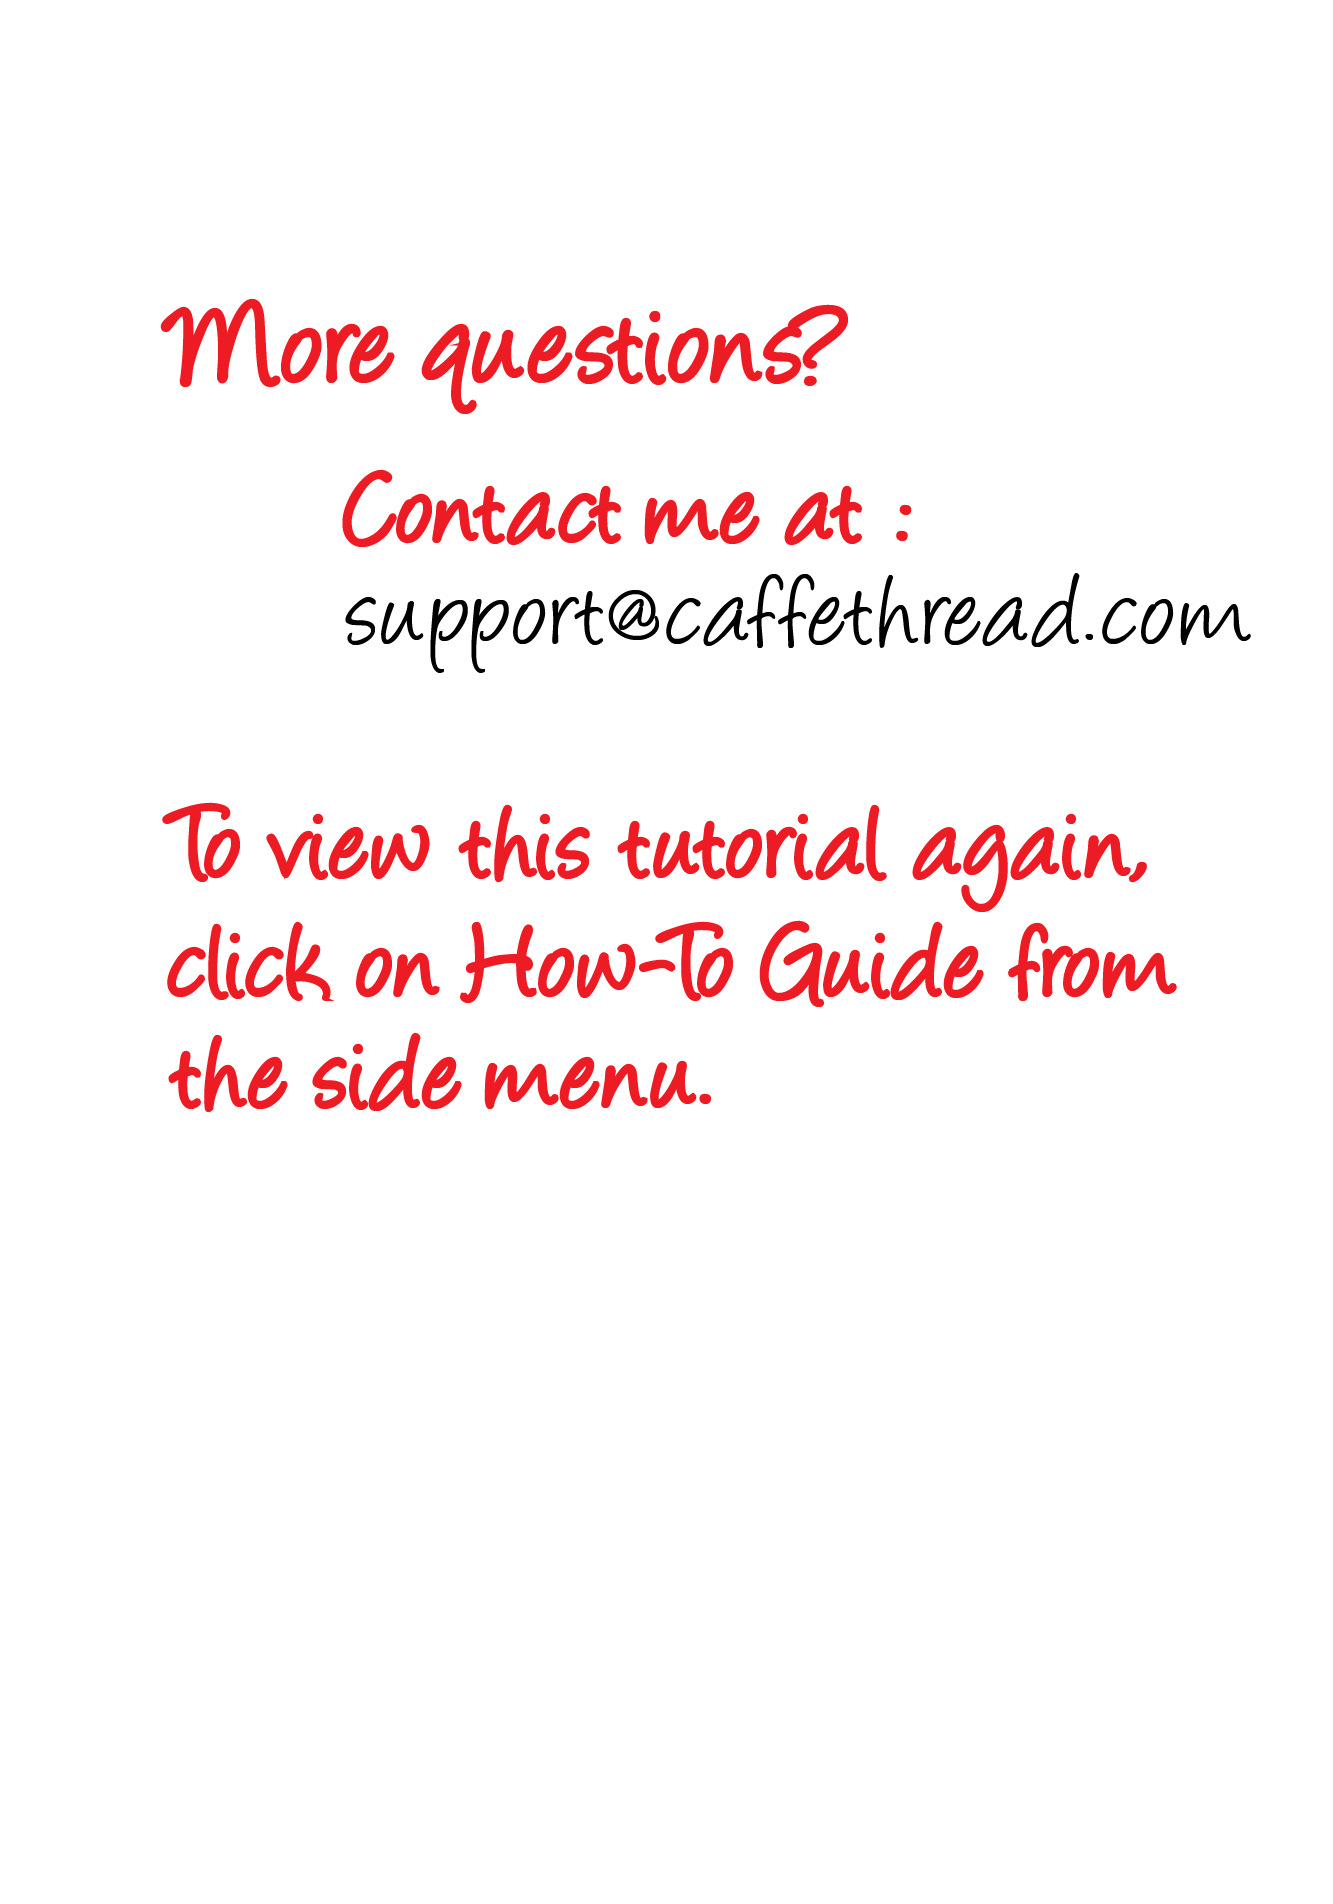 More questions?
Contact me at :
support@caffethread.com
To view this tutorial again,
click on How-To Guide from
the side menu.